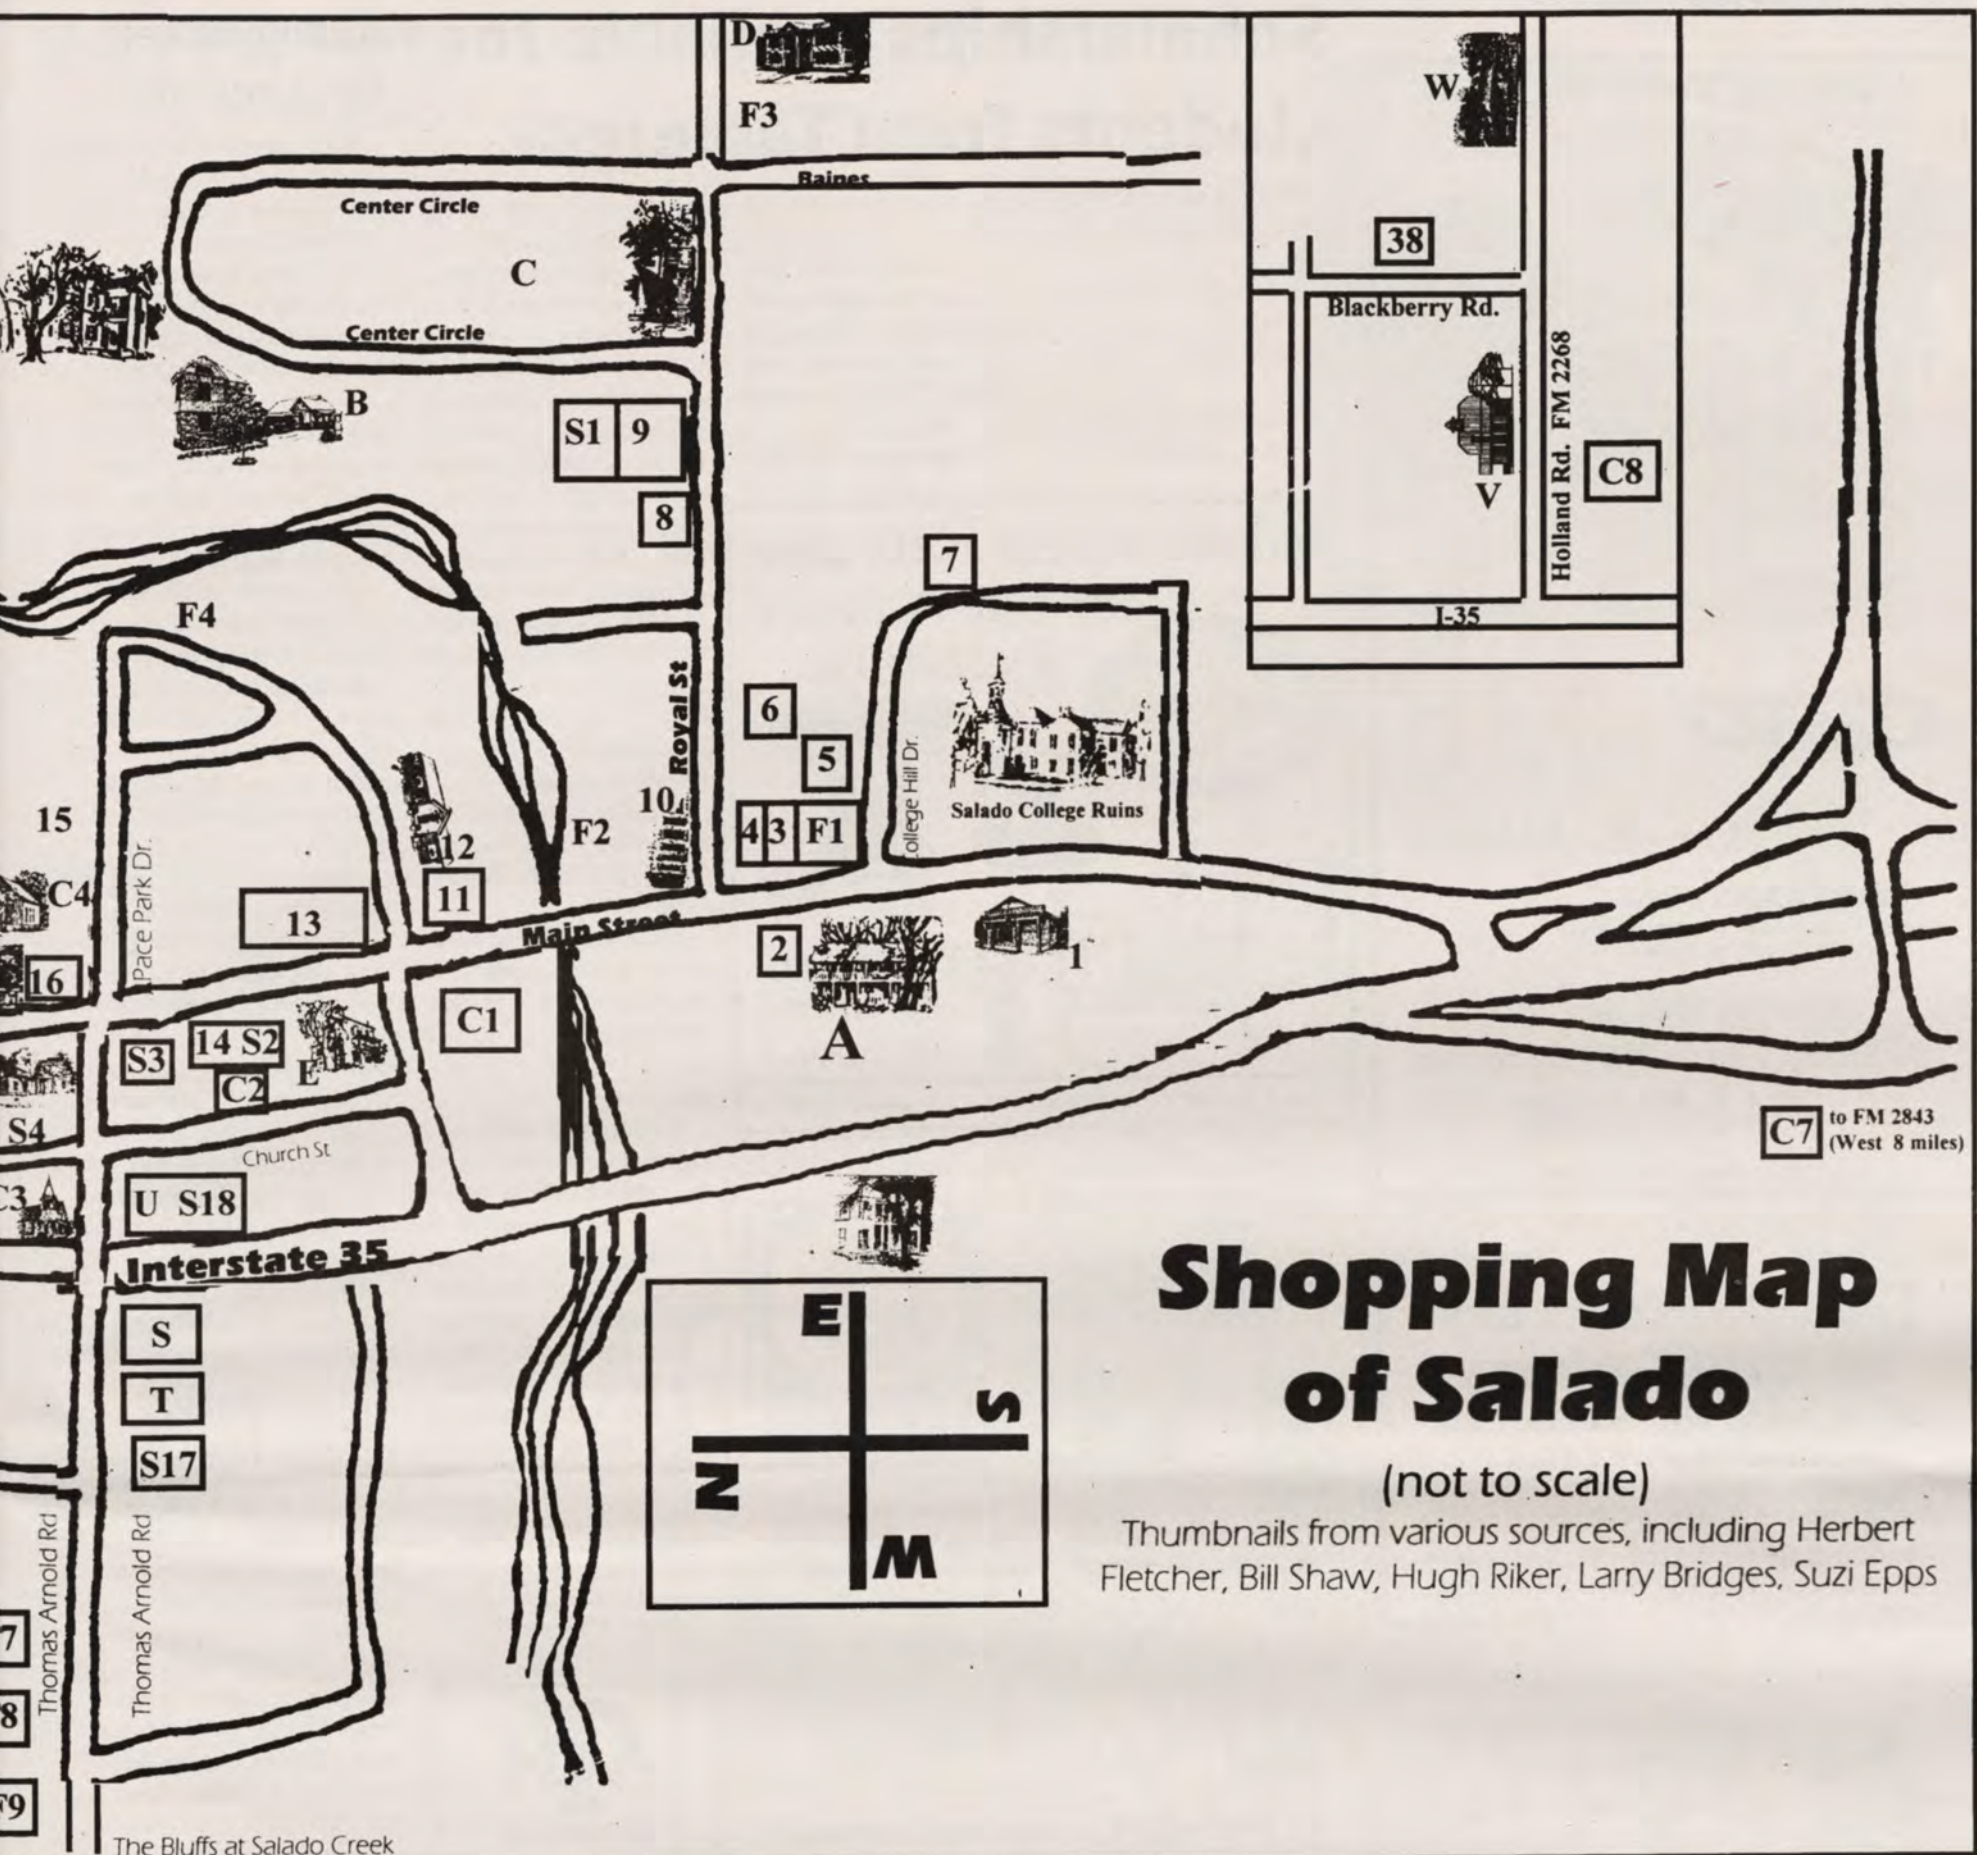 D
F3
W
Baines
Center Circle
C
38
Blackberry Rd.
Center Circle
B
S1 9
Holland Rd. FM 2268
C8
V
8
7
F4
I-35
Royal St
6
5
College Hill Dr.
Salado College Ruins
10
4 3 F1
F2
15
12
Pace Park Dr.
C4
11
13
Main Street
2
1
16
C1
A
S3
14 S2
E
C2
S4
C7
to FM 2843
(West 8 miles)
Church St
C3
U S18
Interstate 35
Shopping Map
of Salado
(not to scale)
Thumbnails from various sources, including Herbert
Fletcher, Bill Shaw, Hugh Riker, Larry Bridges, Suzi Epps
E
S
N
W
S
T
S17
Thomas Arnold Rd
Thomas Arnold Rd
7
8
F9
The Bluffs at Salado Creek